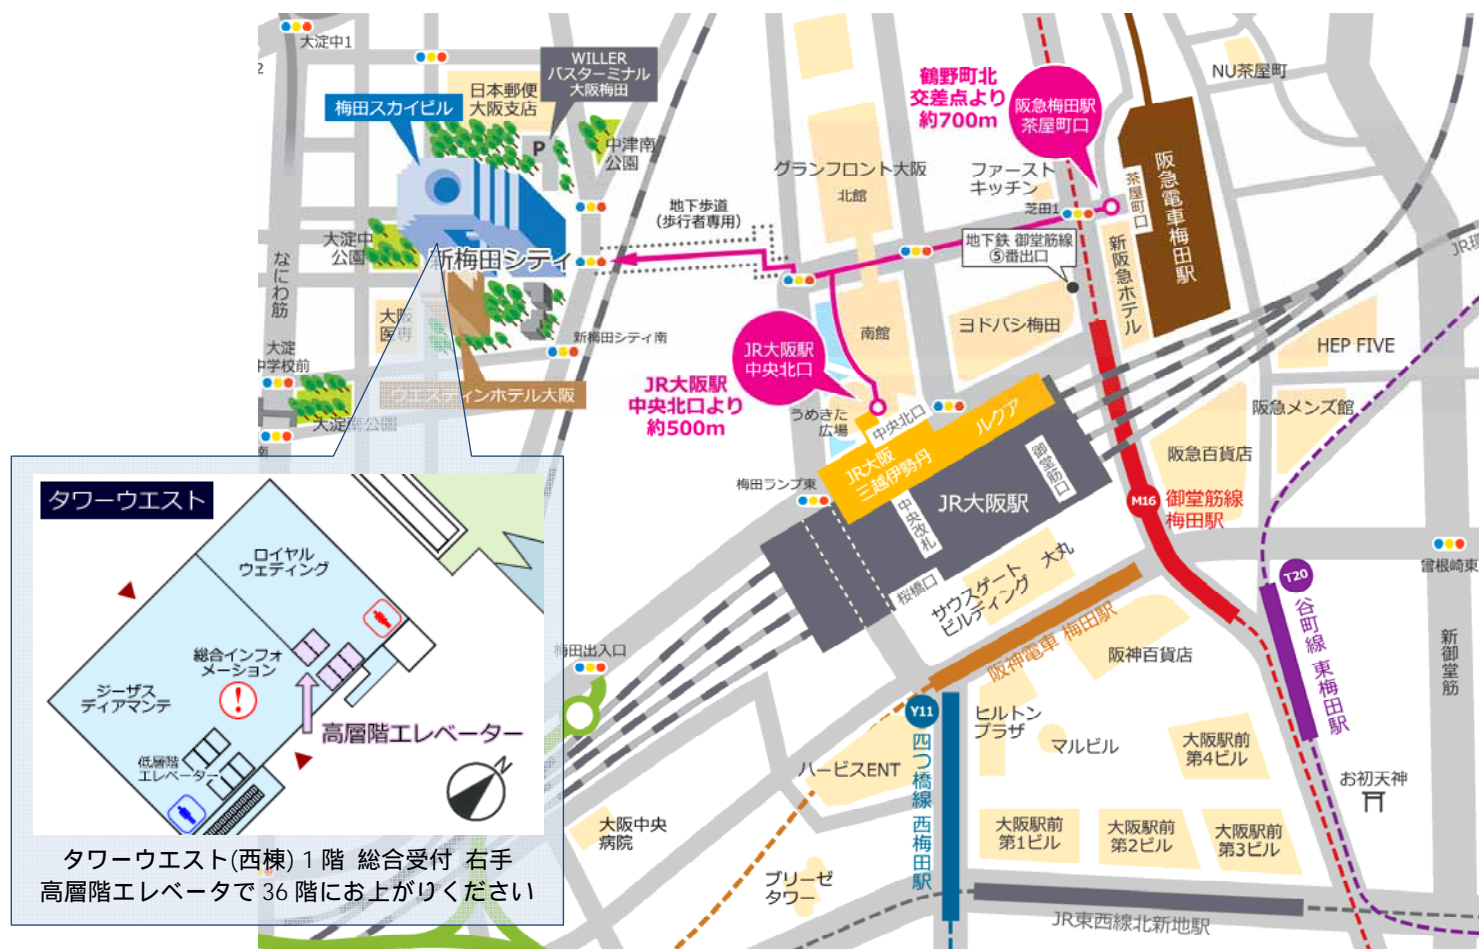 大淀中1
2
WILLER
バスターミナル
大阪梅田
日本郵便
大阪支店
梅田スカイビル
P
中津南
公園
地下歩道
(歩行者専用)
大淀中
公園
新梅田シティ
なにわ筋
大阪
医専
大淀
中学校前
新梅田シティ南
ウエスティンホテル大阪
大淀南公園
南
鶴野町北
交差点より
約700m
阪急梅田駅
茶屋町口
NU茶屋町
グランフロント大阪
北館
ファースト
キッチン
芝田1
茶屋町口
阪急電車梅田駅
地下鉄 御堂筋線
⑤番出口
新阪急ホテル
JR環
南館
ヨドバシ梅田
JR大阪駅
中央北口
JR大阪駅
中央北口より
約500m
うめきた
広場
中央北口
ルクア
JR大阪
三越伊勢丹
HEP FIVE
阪急メンズ館
阪急百貨店
梅田ランプ東
中央改札
JR大阪駅
御堂筋口
M16
御堂筋線
梅田駅
桜橋口
サウスゲート
ビルディング
大丸
曾根崎東
T20
谷町線 東梅田駅
新御堂筋
梅田出入口
阪神電車 梅田駅
阪神百貨店
Y11
四つ橋線 西梅田駅
ヒルトン
プラザ
マルビル
大阪駅前
第4ビル
お初天神
ハービスENT
大阪中央
病院
大阪駅前
第1ビル
大阪駅前
第2ビル
大阪駅前
第3ビル
ブリーゼ
タワー
JR東西線北新地駅
タワーウエスト
ロイヤル
ウェディング
総合インフォ
メーション
ジーザス
ディアマンテ
高層階エレベーター
低層階
エレベーター
N
タワーウエスト(西棟)1階 総合受付 右手
高層階エレベータで36階にお上がりください